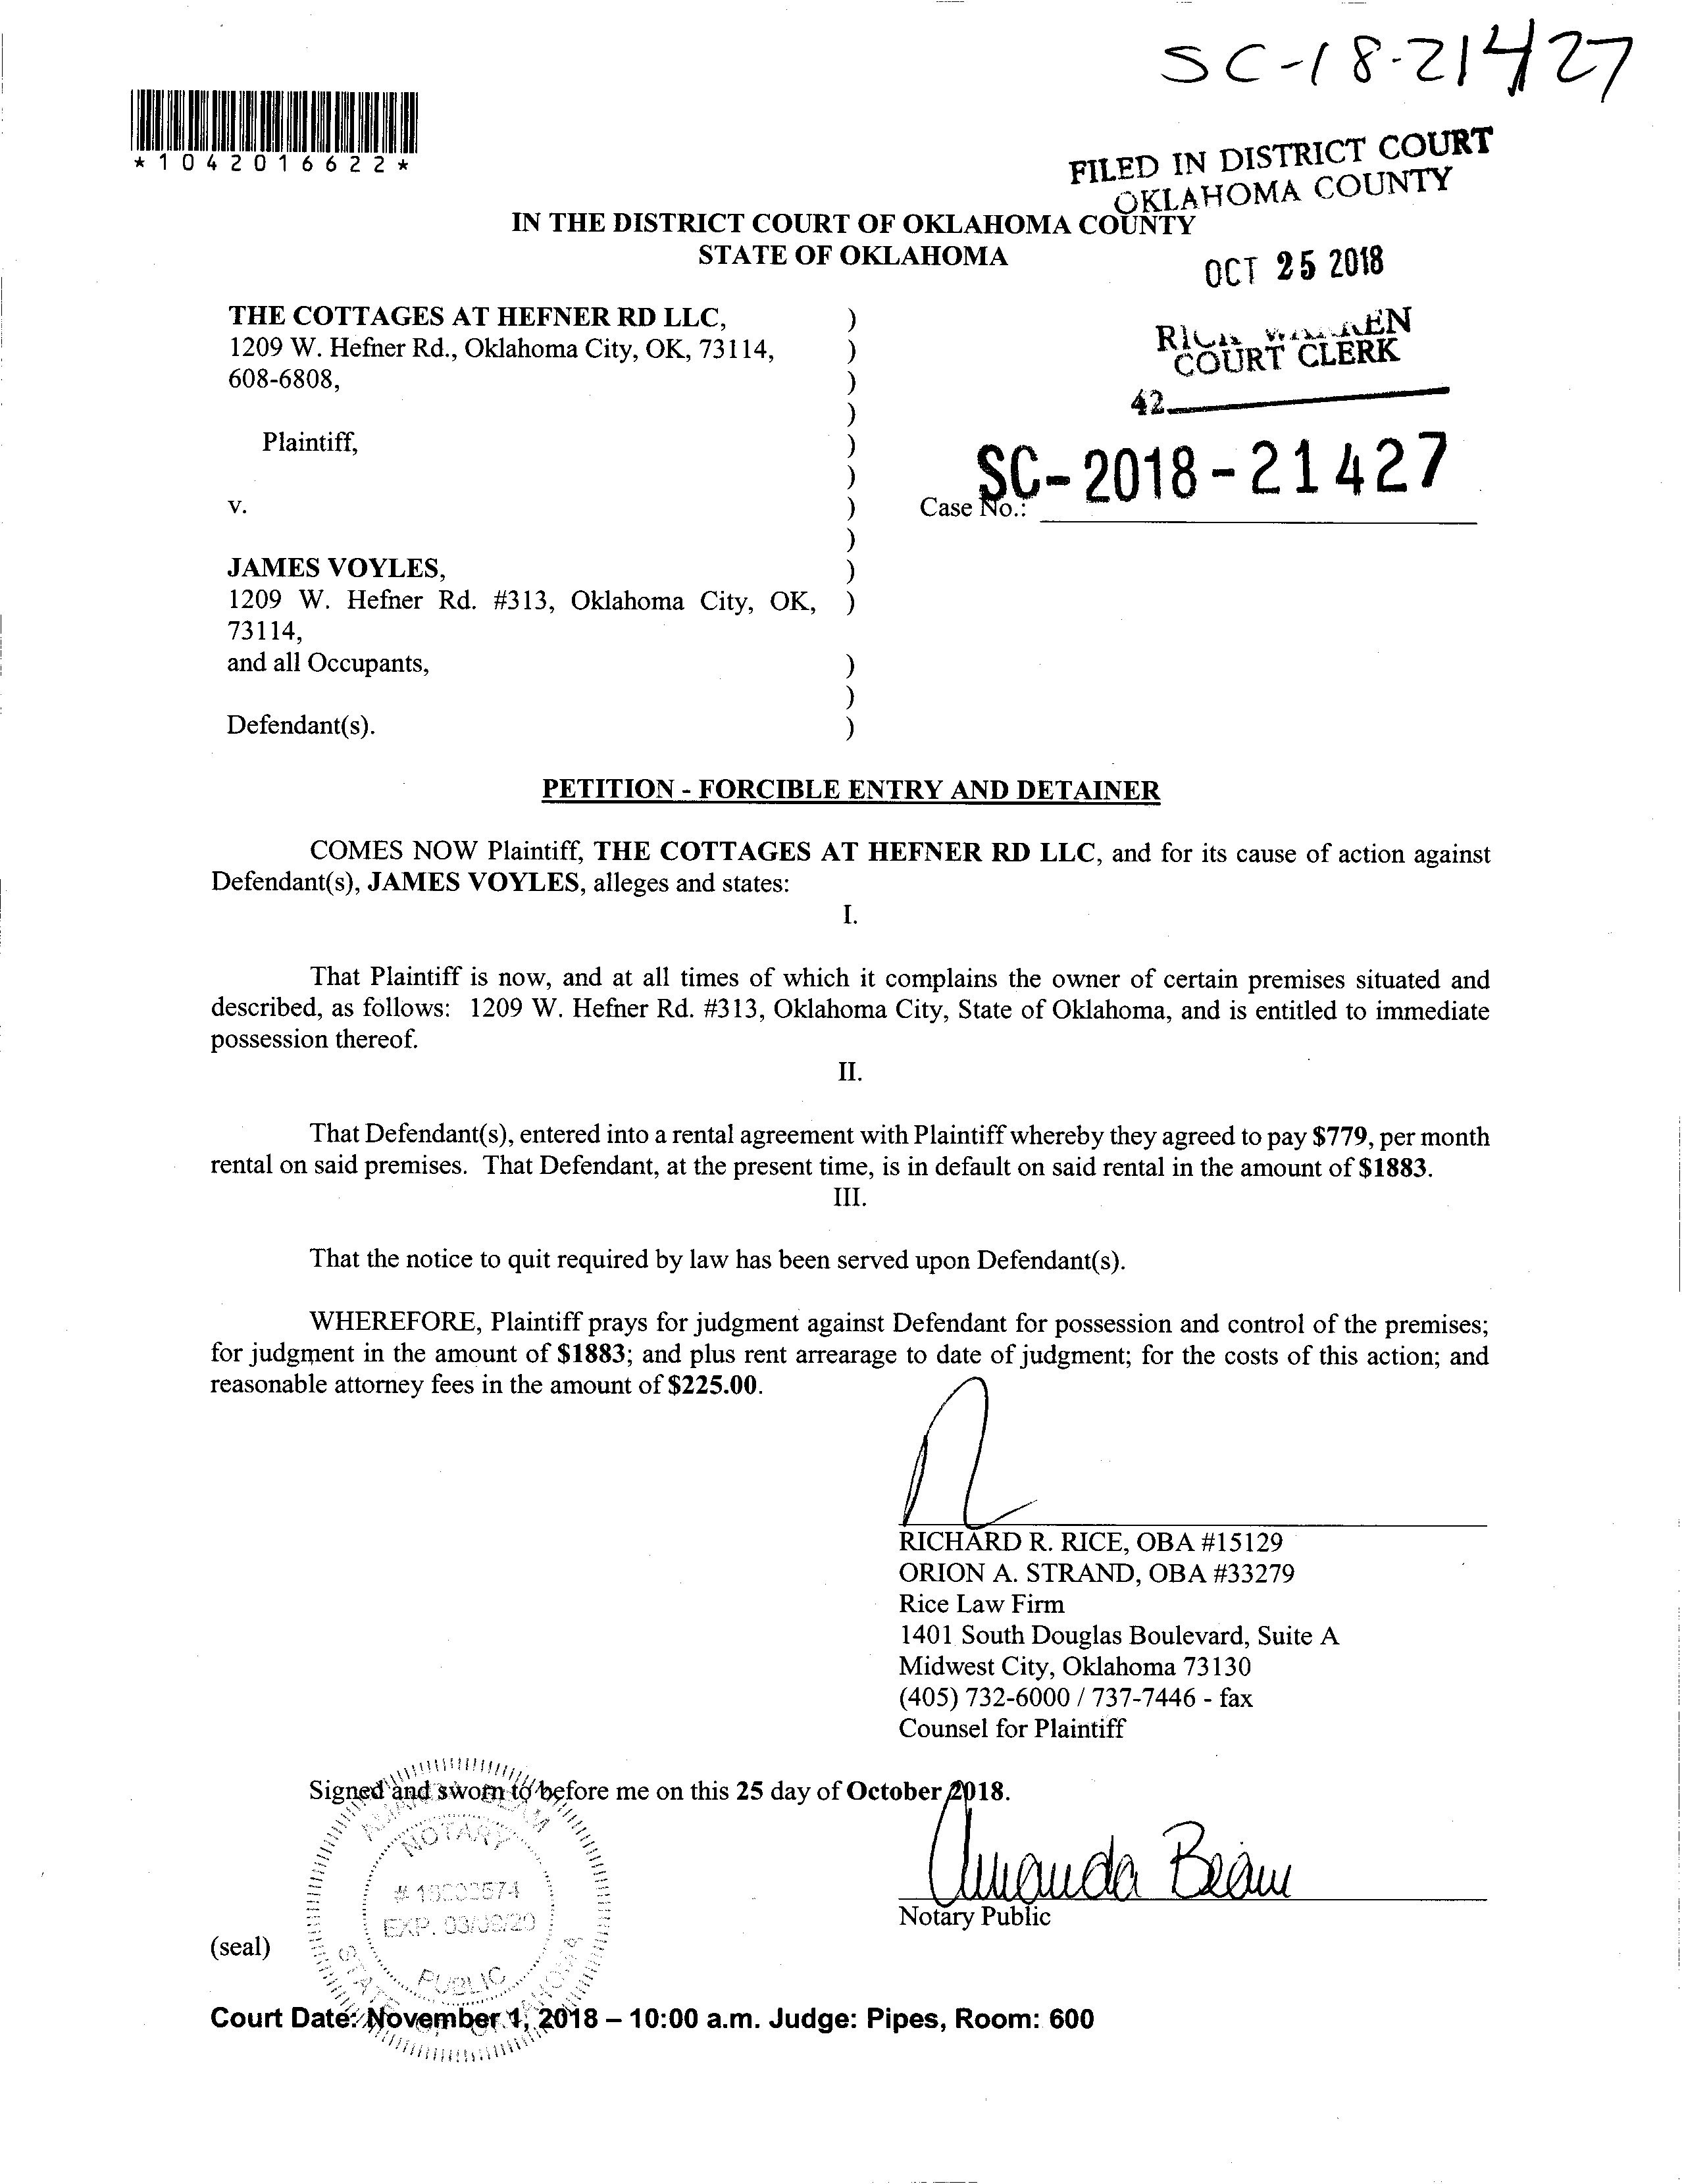 SC-18-21427
*1042016622*
FILED IN DISTRICT COURT
OKLAHOMA COUNTY
IN THE DISTRICT COURT OF OKLAHOMA COUNTY
STATE OF OKLAHOMA
OCT 25 2018
THE COTTAGES AT HEFNER RD LLC, )
1209 W. Hefner Rd., Oklahoma City, OK, 73114, )
608-6808, )
)
Plaintiff, )
)
v. )
)
JAMES VOYLES, )
1209 W. Hefner Rd. #313, Oklahoma City, OK, )
73114,
and all Occupants, )
)
Defendant(s). )
COURT CLERK
42
SC-2018-21427
Case No.:
PETITION - FORCIBLE ENTRY AND DETAINER
COMES NOW Plaintiff, THE COTTAGES AT HEFNER RD LLC, and for its cause of action against
Defendant(s), JAMES VOYLES, alleges and states:
I.
That Plaintiff is now, and at all times of which it complains the owner of certain premises situated and
described, as follows: 1209 W. Hefner Rd. #313, Oklahoma City, State of Oklahoma, and is entitled to immediate
possession thereof.
II.
That Defendant(s), entered into a rental agreement with Plaintiff whereby they agreed to pay $779, per month
rental on said premises. That Defendant, at the present time, is in default on said rental in the amount of $1883.
III.
That the notice to quit required by law has been served upon Defendant(s).
WHEREFORE, Plaintiff prays for judgment against Defendant for possession and control of the premises;
for judgment in the amount of $1883; and plus rent arrearage to date of judgment; for the costs of this action; and
reasonable attorney fees in the amount of $225.00.
RICHARD R. RICE, OBA #15129
ORION A. STRAND, OBA #33279
Rice Law Firm
1401 South Douglas Boulevard, Suite A
Midwest City, Oklahoma 73130
(405) 732-6000 / 737-7446 - fax
Counsel for Plaintiff
Signed and sworn to before me on this 25 day of October 2018.
Amanda Beam
Notary Public
NOTARY
PUBLIC
STATE
(seal)
Court Date: November 1, 2018 – 10:00 a.m. Judge: Pipes, Room: 600